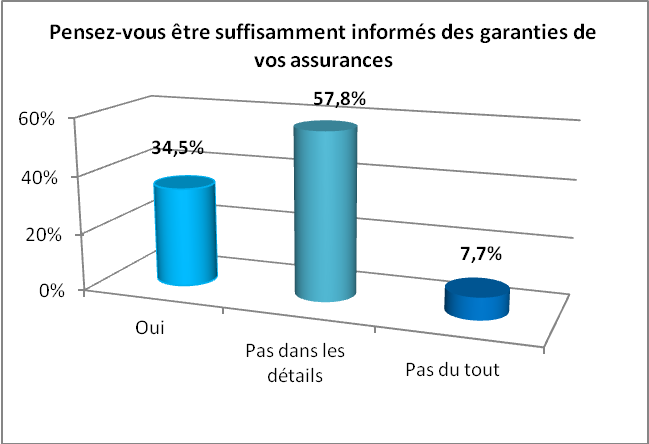 Pensez-vous être suffisamment informés des garanties de
vos assurances
57,8%
60%
34,5%
40%
20%
7,7%
0%
Oui
Pas dans les
détails
Pas du tout